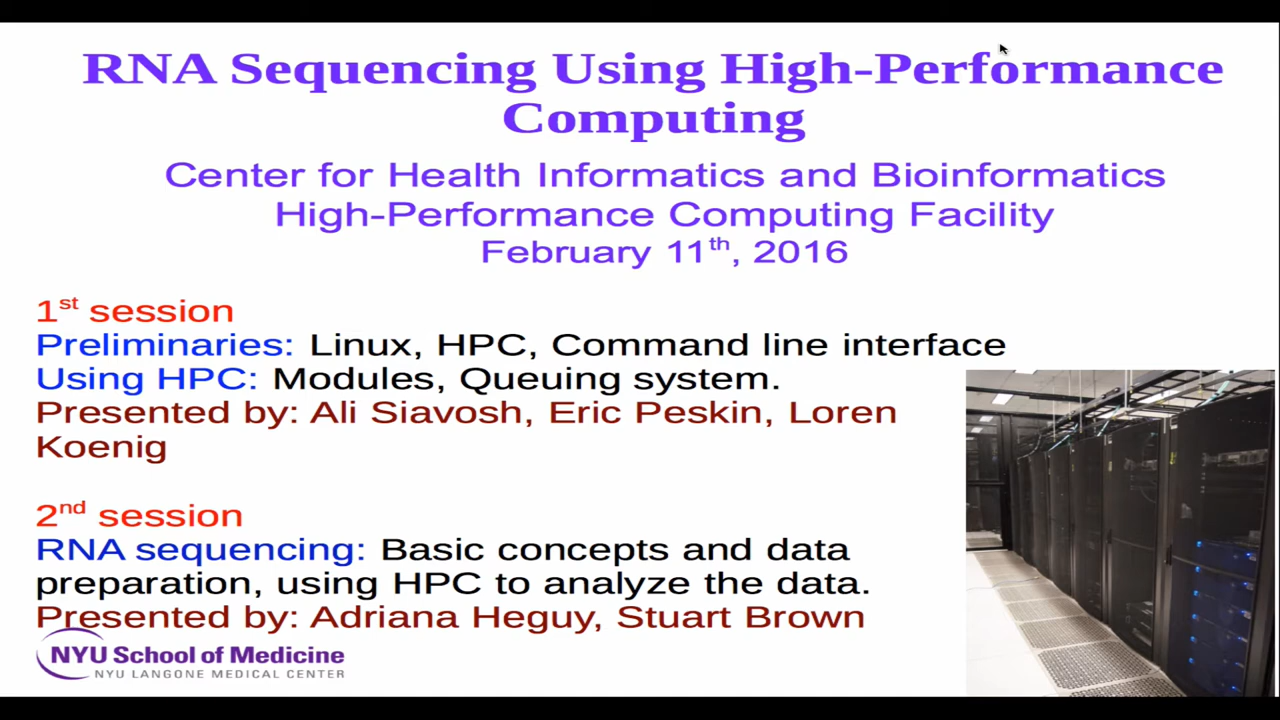 RNA Sequencing Using High-Performance
Computing
Center for Health Informatics and Bioinformatics
High-Performance Computing Facility
February 11th, 2016
1st session
Preliminaries: Linux, HPC, Command line interface
Using HPC: Modules, Queuing system.
Presented by: Ali Siavosh, Eric Peskin, Loren
Koenig
2nd session
RNA sequencing: Basic concepts and data
preparation, using HPC to analyze the data.
Presented by: Adriana Heguy, Stuart Brown
NYU School of Medicine
NYU LANGONE MEDICAL CENTER